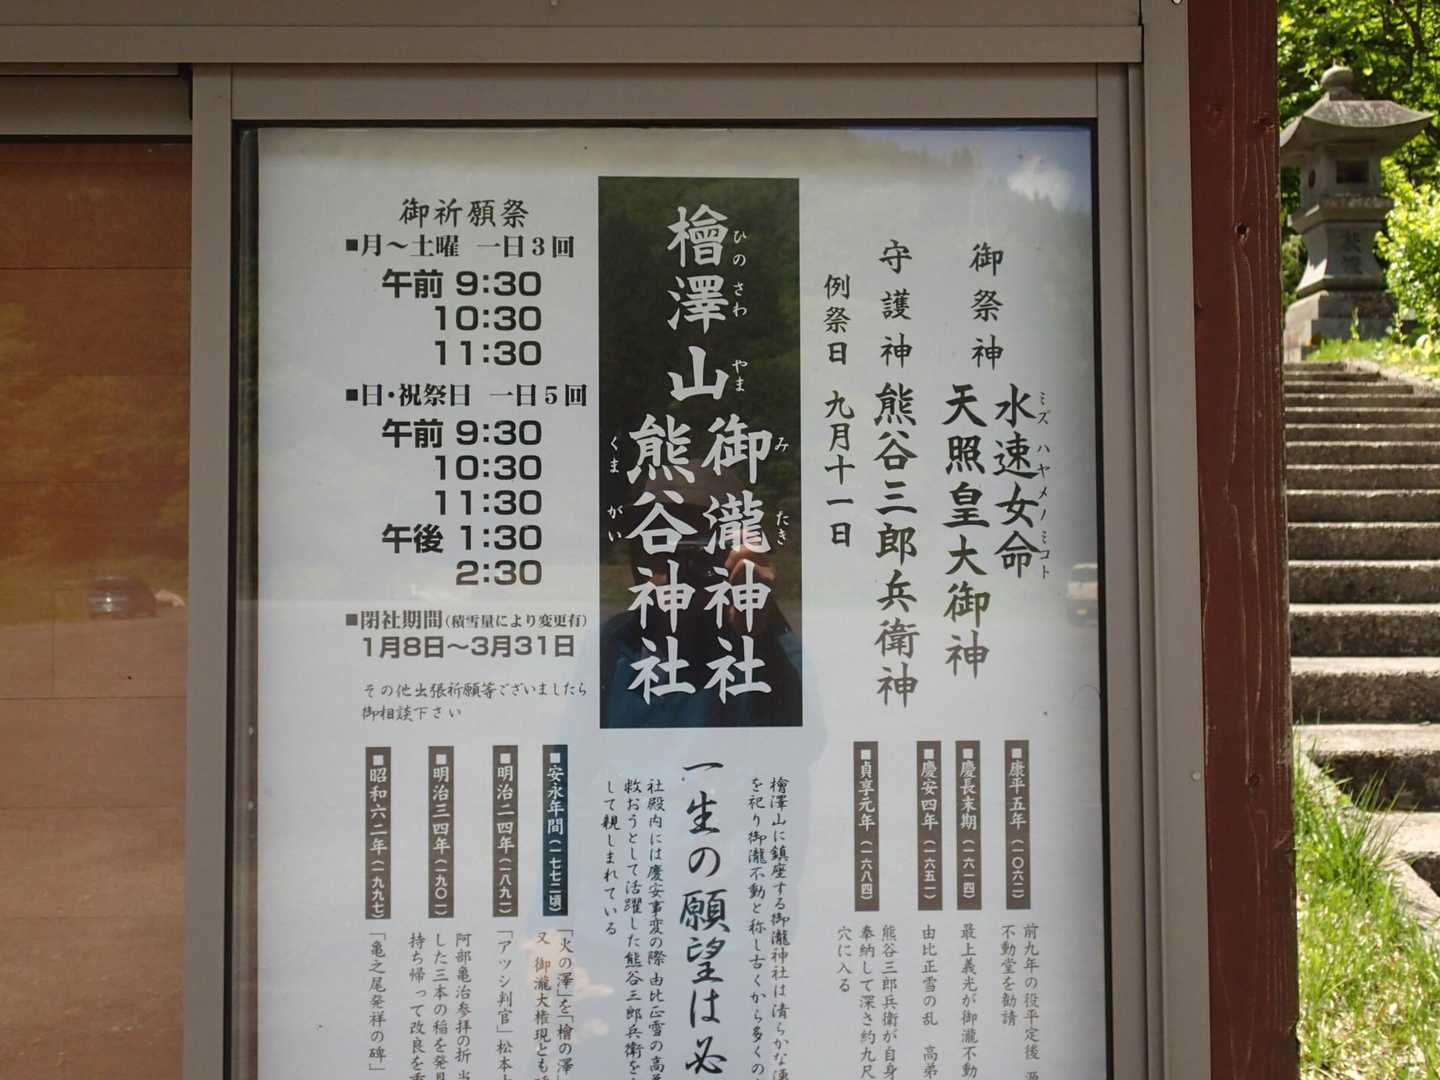 御祭神
水速女命
ミズハヤメノミコト
天照皇大御神
守護神 熊谷三郎兵衛神
例祭日 九月十一日
檜澤山
ひのさわやま
御瀧神社
みたき
熊谷神社
くまがい
御祈願祭
■月～土曜 一日3回
午前 9:30
10:30
11:30
■日・祝祭日 一日5回
午前 9:30
10:30
11:30
午後 1:30
2:30
■閉社期間(積雪量により変更有)
1月8日～3月31日
その他出張祈願等ございましたら
御相談下さい
■康平五年(一〇六二)
前九年の役平定後
不動堂を勧請
■慶長末期(一六一四)
最上義光が御瀧不動
■慶安四年(一六五一)
由比正雪の乱 高弟
■貞享元年(一六八四)
熊谷三郎兵衛が自身
奉納して深さ約九尺
穴に入る
檜澤山に鎮座する御瀧神社は清らかな湧
を祀り御瀧不動と称し古くから多くの
一生の願望は必
社殿内には慶安事変の際由比正雪の高弟
救おうとして活躍した熊谷三郎兵衛を
して親しまれている
■安永年間(一七七二頃)
「火の澤」を「檜の澤」
又 御瀧大権現とも
■明治二四年(一八九一)
「アツシ判官」松本
■明治三四年(一九〇一)
阿部亀治参拝の折
した三本の稲を発見
持ち帰って改良を
■昭和六二年(一九九七)
「亀之尾発祥の碑」